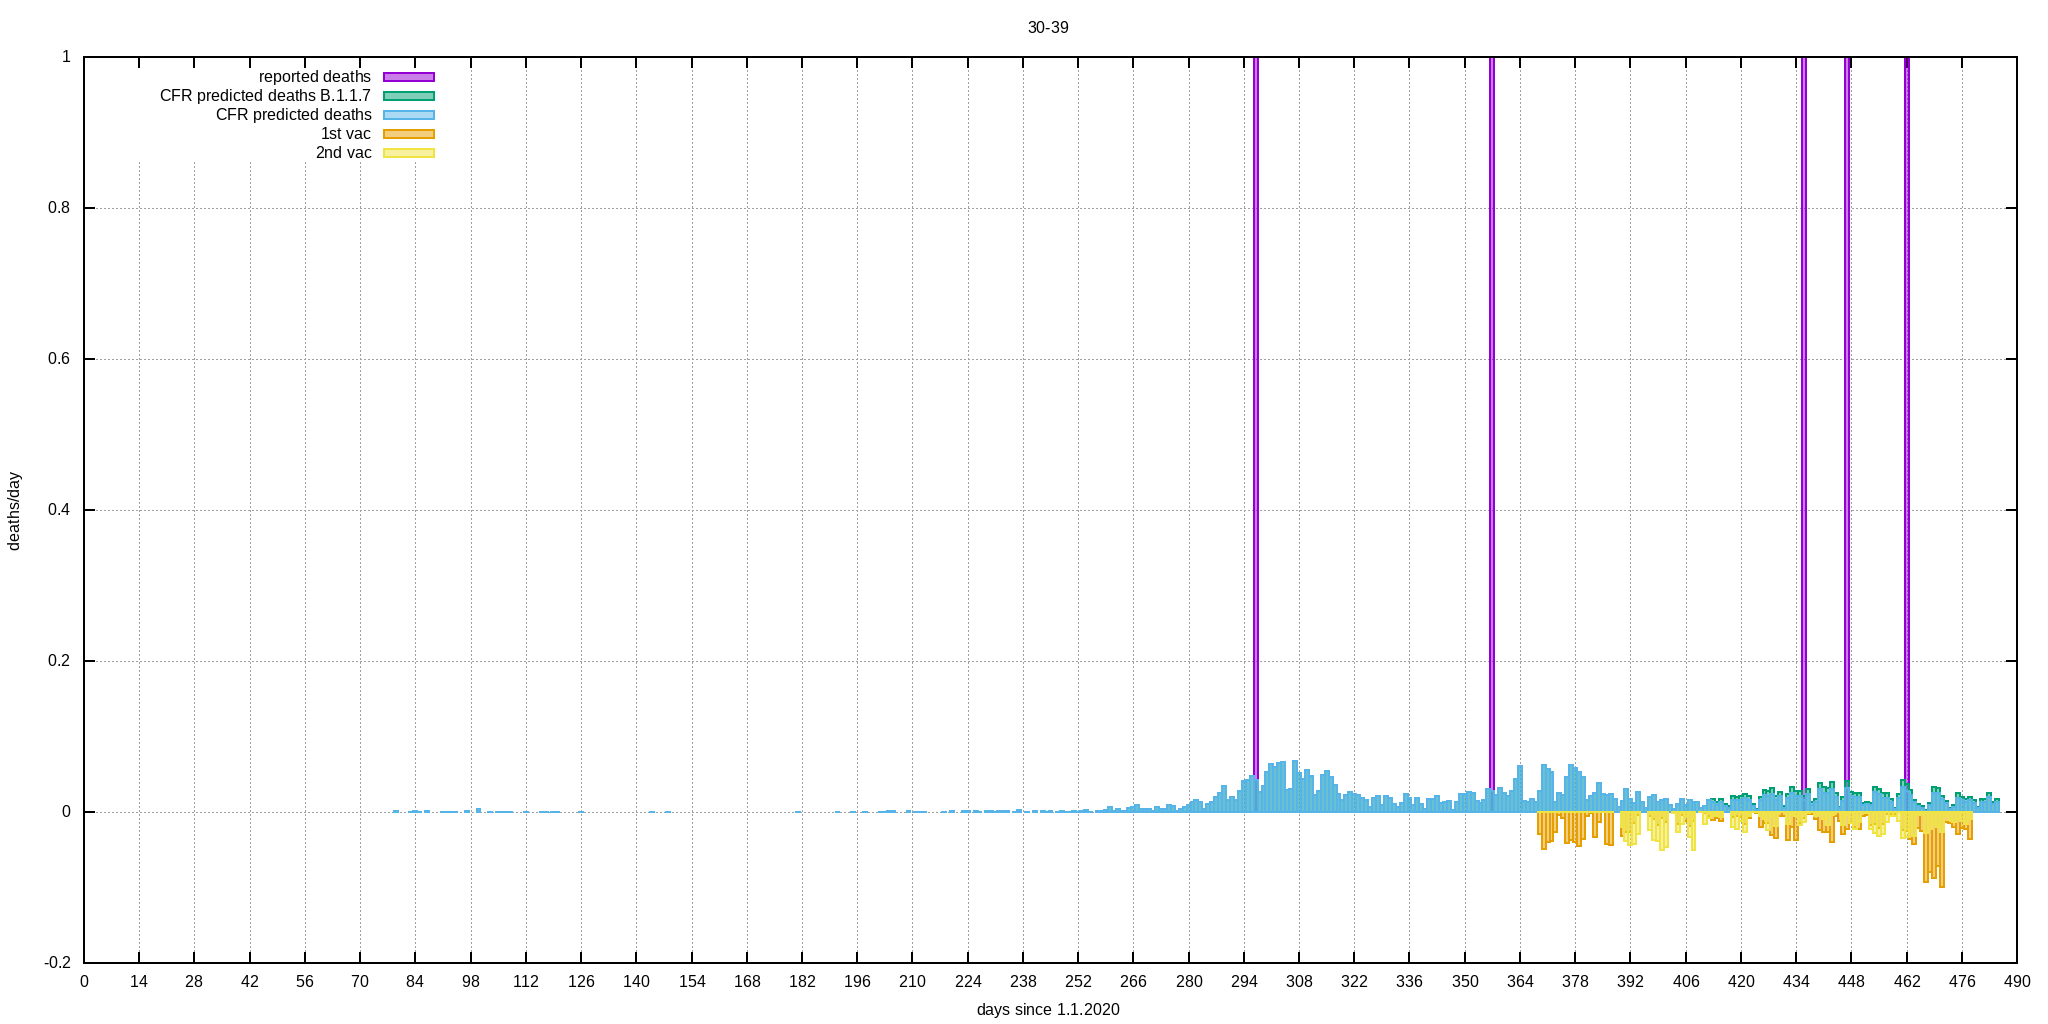 30-39
reported deaths
CFR predicted deaths B.1.1.7
CFR predicted deaths
1st vac
2nd vac
1
0.8
0.6
0.4
0.2
0
-0.2
deaths/day
0 14 28 42 56 70 84 98 112 126 140 154 168 182 196 210 224 238 252 266 280 294 308 322 336 350 364 378 392 406 420 434 448 462 476 490
days since 1.1.2020